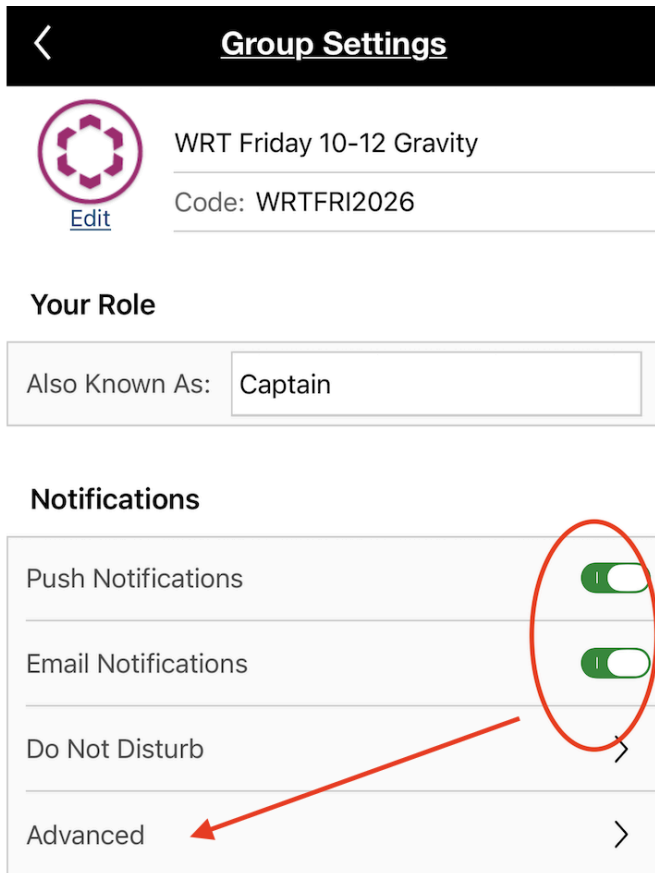 Group Settings
WRT Friday 10-12 Gravity
Code: WRTFRI2026
Edit
Your Role
Also Known As: Captain
Notifications
Push Notifications
Email Notifications
Do Not Disturb
Advanced